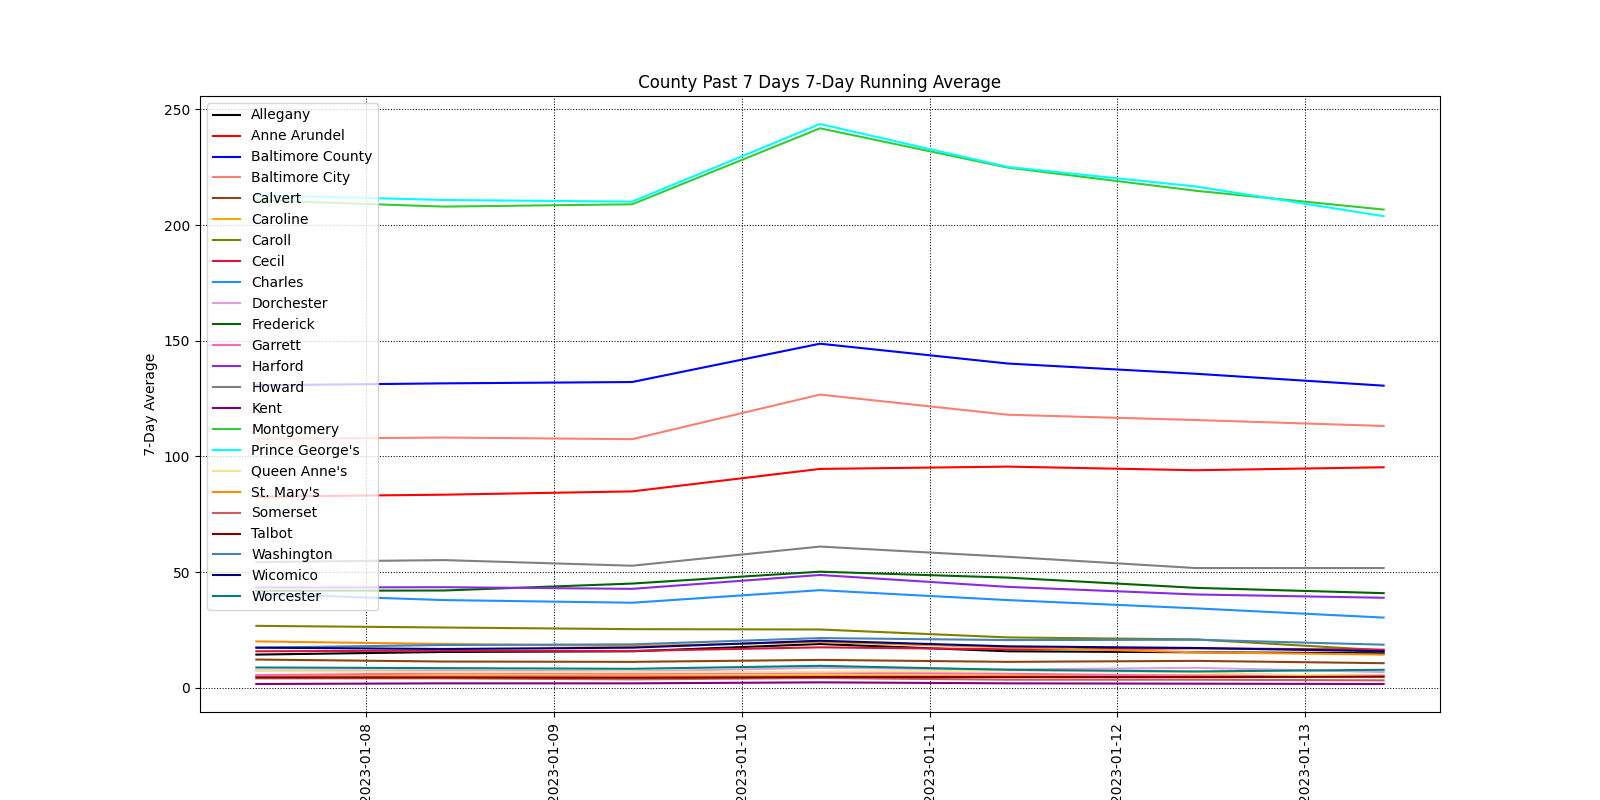 County Past 7 Days 7-Day Running Average
7-Day Average
250
200
150
100
50
0
Allegany
Anne Arundel
Baltimore County
Baltimore City
Calvert
Caroline
Caroll
Cecil
Charles
Dorchester
Frederick
Garrett
Harford
Howard
Kent
Montgomery
Prince George's
Queen Anne's
St. Mary's
Somerset
Talbot
Washington
Wicomico
Worcester
2023-01-08
2023-01-09
2023-01-10
2023-01-11
2023-01-12
2023-01-13